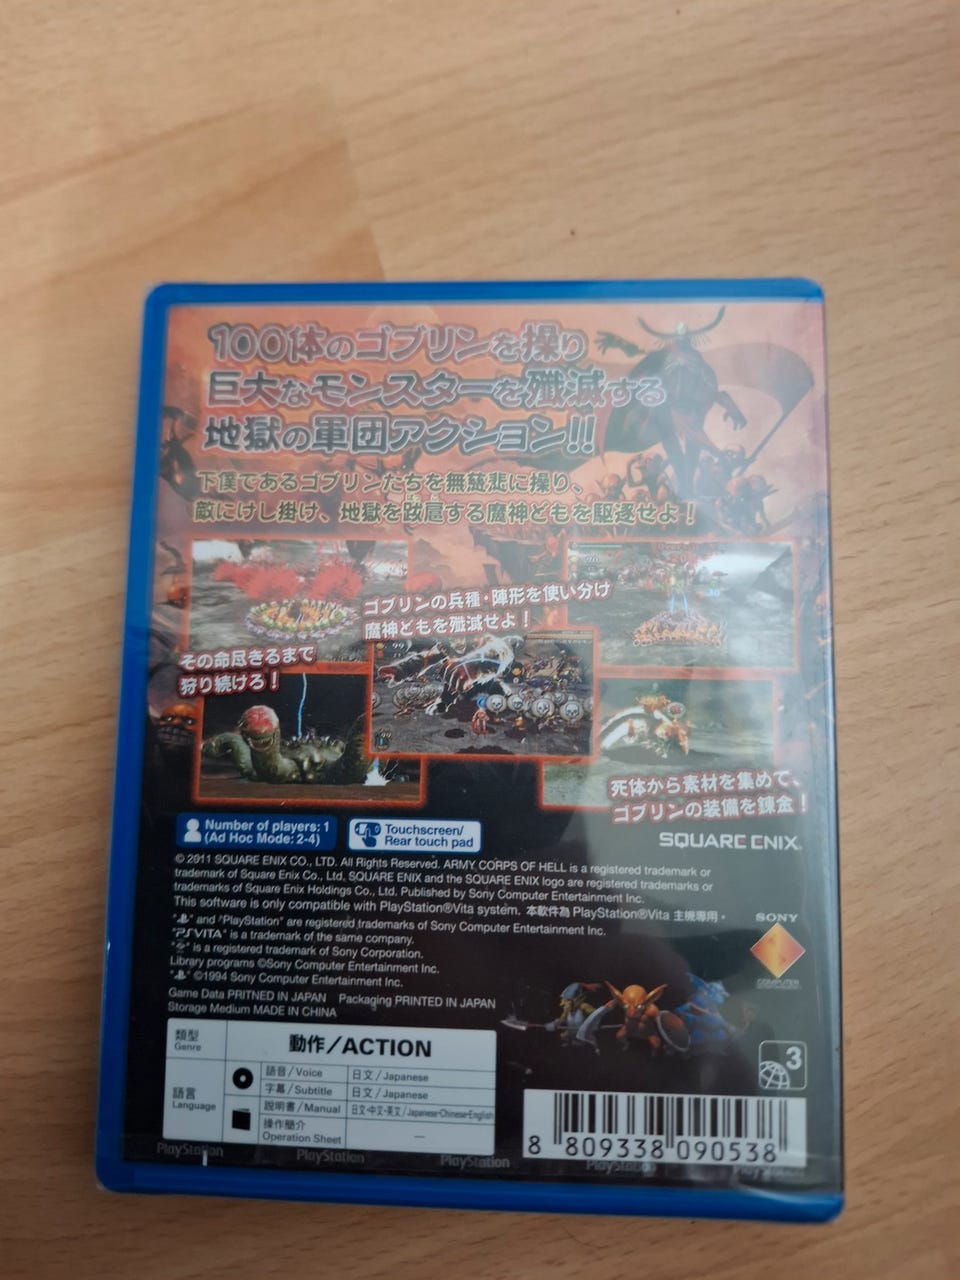 100体のゴブリンを操り
巨大なモンスターを殲滅する
地獄の軍団アクション!!
下僕であるゴブリンたちを無慈悲に操り、
敵にけし掛け、地獄を跋扈する魔神どもを駆逐せよ！
ゴブリンの兵種・陣形を使い分け
魔神どもを殲滅せよ！
その命尽きるまで
狩り続けろ！
死体から素材を集めて、
ゴブリンの装備を錬金！
Number of players: 1
(Ad Hoc Mode: 2-4)
Touchscreen/
Rear touch pad
SQUARE ENIX
© 2011 SQUARE ENIX CO., LTD. All Rights Reserved. ARMY CORPS OF HELL is a registered trademark or
trademark of Square Enix Co., Ltd. SQUARE ENIX and the SQUARE ENIX logo are registered trademarks or
trademarks of Square Enix Holdings Co., Ltd. Published by Sony Computer Entertainment Inc.
This software is only compatible with PlayStation®Vita system. 本軟件為 PlayStation®Vita 主機專用。
" " and "PlayStation" are registered trademarks of Sony Computer Entertainment Inc.
"PSVITA" is a trademark of the same company.
" " is a registered trademark of Sony Corporation.
Library programs ©Sony Computer Entertainment Inc.
" " ©1994 Sony Computer Entertainment Inc.
Game Data PRITNED IN JAPAN Packaging PRINTED IN JAPAN
Storage Medium MADE IN CHINA
SONY
COMPUTER
類型
Genre
動作/ACTION
語言
Language
語音/Voice 日文/Japanese
字幕/Subtitle 日文/Japanese
說明書/Manual 日文·中文·英文/Japanese·Chinese·English
操作簡介
Operation Sheet —
3
8 809338 090538
PlayStation PlayStation PlayStation PlayStation PlayStation